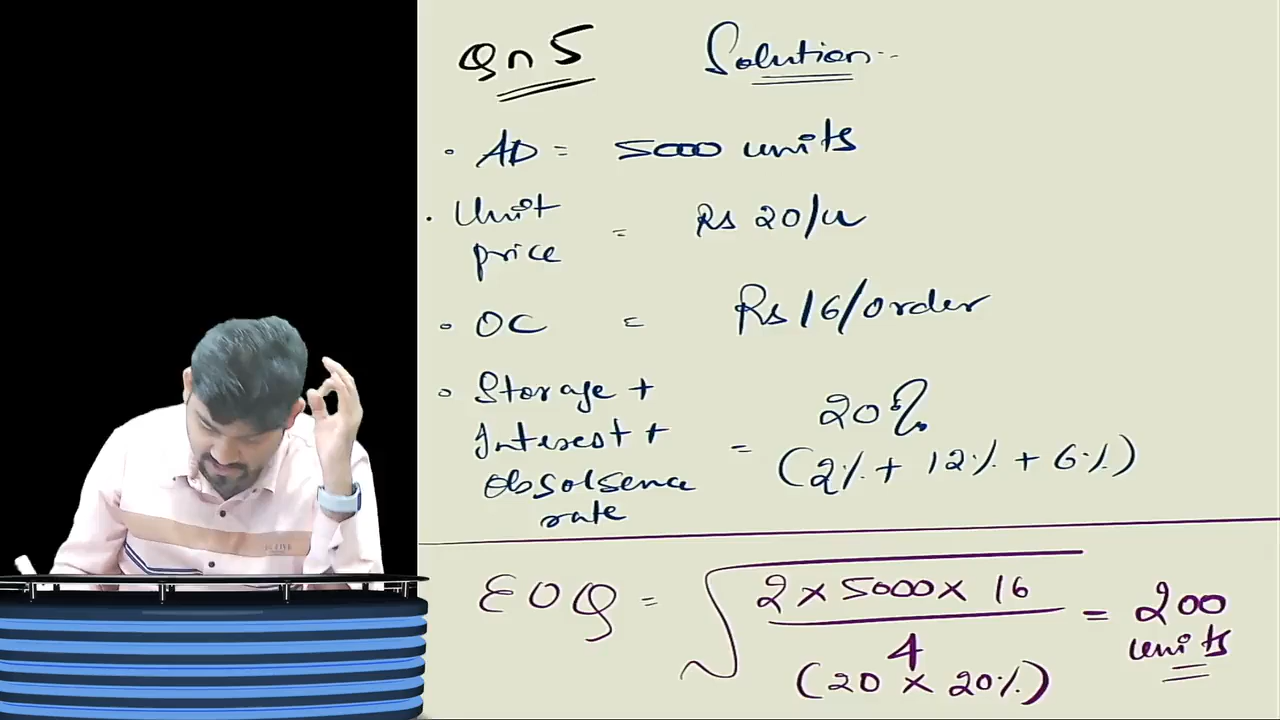 Qn 5 Solution:-
• AD = 5000 units
• Unit price = Rs 20/u
• OC = Rs 16/order
• Storage +
Interest +
obsolsence
rate
= 20%
(2% + 12% + 6%)
EOQ = √ 2 × 5000 × 16
4
(20 × 20%)
= 200
units